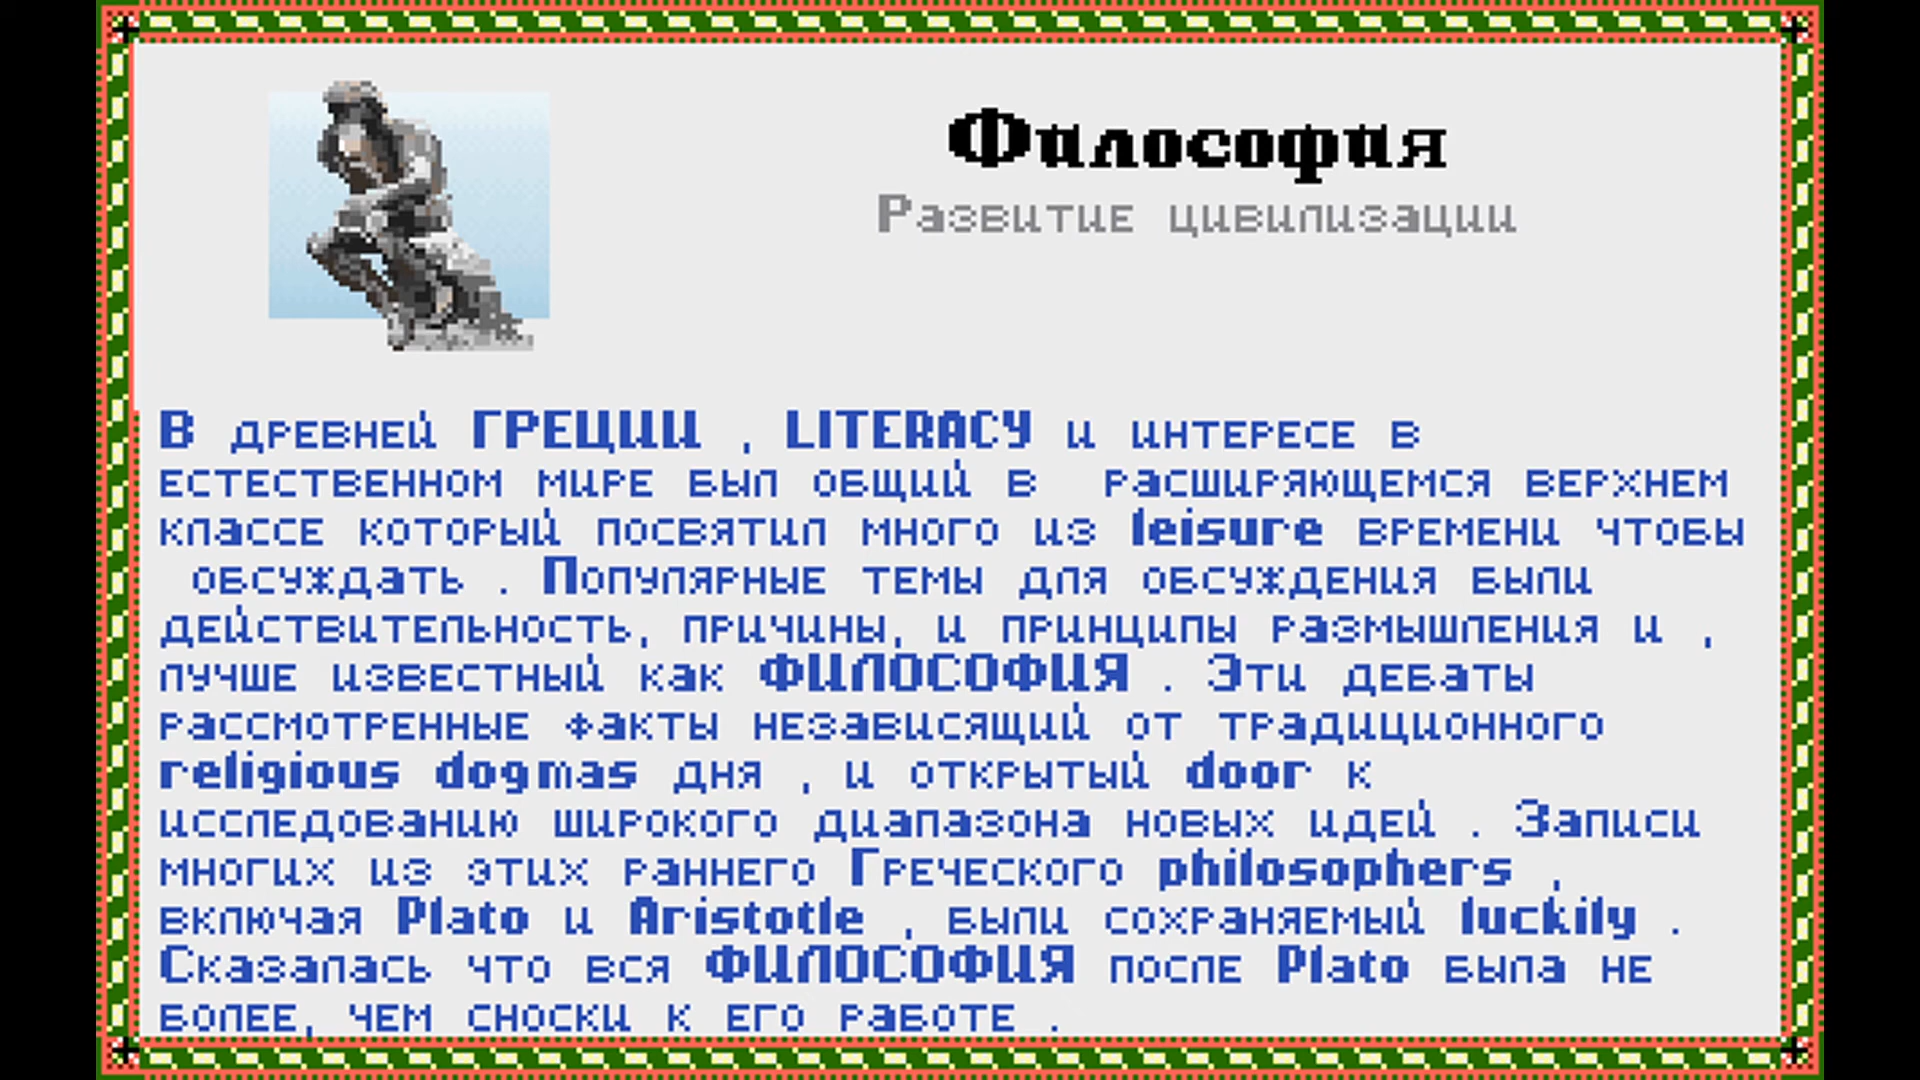 Философия
Развитие цивилизации
В древней ГРЕЦИИ , LITERACY и интересе в
естественном мире был общий в расширяющемся верхнем
классе который посвятил много из leisure времени чтобы
обсуждать . Популярные темы для обсуждения были
действительность, причины, и принципы размышления и ,
лучше известный как ФИЛОСОФИЯ . Эти дебаты
рассмотренные факты независящий от традиционного
religious dogmas дня , и открытый door к
исследованию широкого диапазона новых идей . Записи
многих из этих раннего Греческого philosophers ,
включая Plato и Aristotle , были сохраняемый luckily .
Сказалась что вся ФИЛОСОФИЯ после Plato была не
более, чем сноски к его работе .